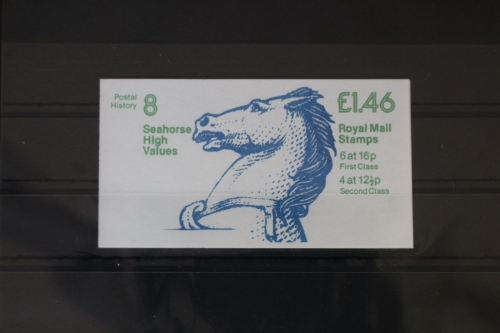 Postal
History
8
Seahorse
High
Values
£1.46
Royal Mail
Stamps
6 at 16p
First Class
4 at 12½p
Second Class